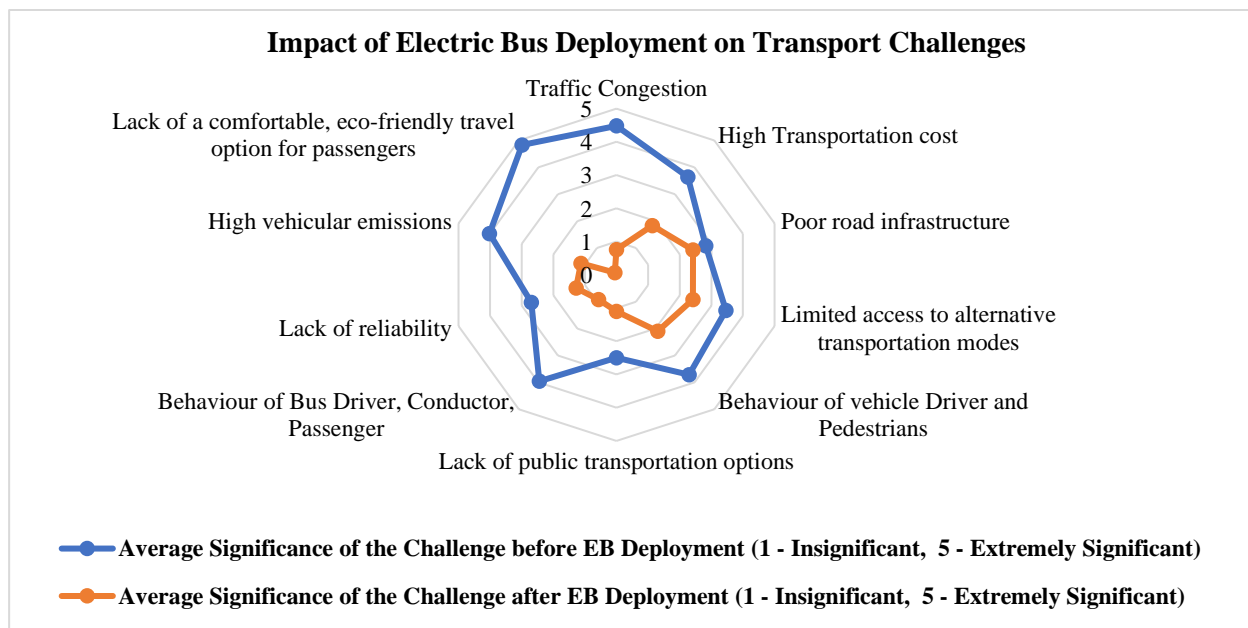 Impact of Electric Bus Deployment on Transport Challenges
Traffic Congestion
High Transportation cost
Poor road infrastructure
Limited access to alternative
transportation modes
Behaviour of vehicle Driver and
Pedestrians
Lack of public transportation options
Behaviour of Bus Driver, Conductor,
Passenger
Lack of reliability
High vehicular emissions
Lack of a comfortable, eco-friendly travel
option for passengers
5
4
3
2
1
0
Average Significance of the Challenge before EB Deployment (1 - Insignificant, 5 - Extremely Significant)
Average Significance of the Challenge after EB Deployment (1 - Insignificant, 5 - Extremely Significant)